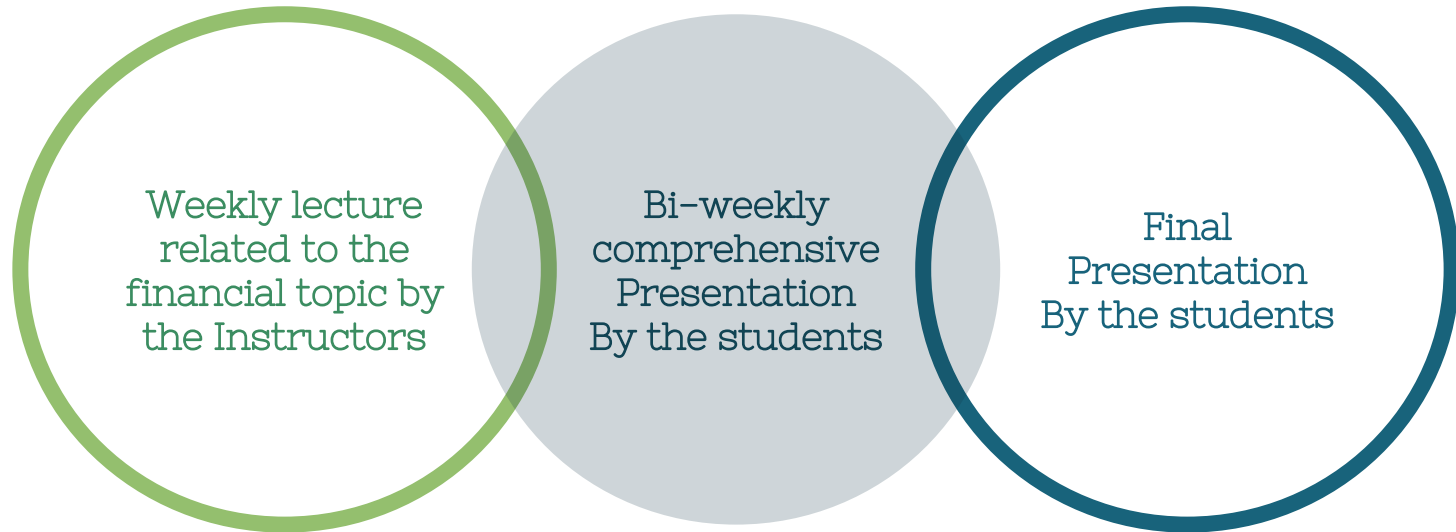 Weekly lecture
related to the
financial topic by
the Instructors
Bi-weekly
comprehensive
Presentation
By the students
Final
Presentation
By the students